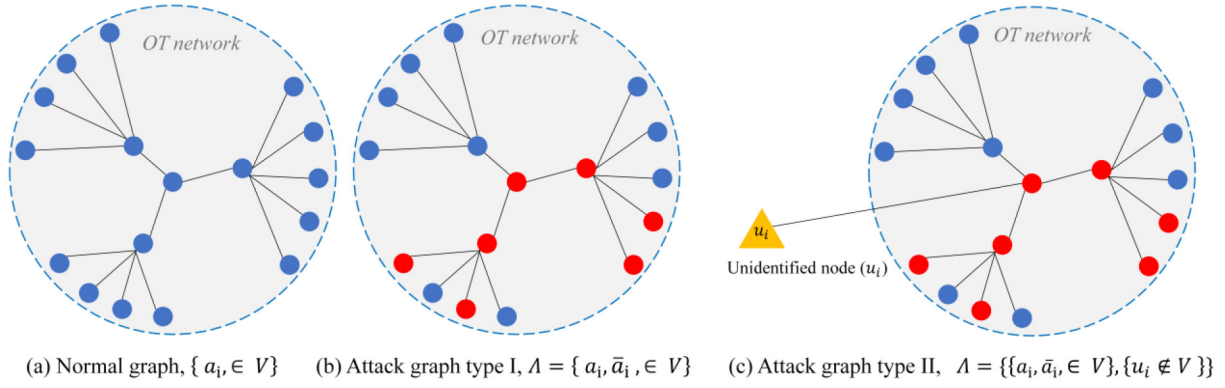 OT network
OT network
OT network
u_i
Unidentified node (u_i)
(a) Normal graph, { a_i, ∈ V}
(b) Attack graph type I, Λ = { a_i, ā_i , ∈ V}
(c) Attack graph type II, Λ = {{a_i, ā_i, ∈ V}, {u_i ∉ V }}